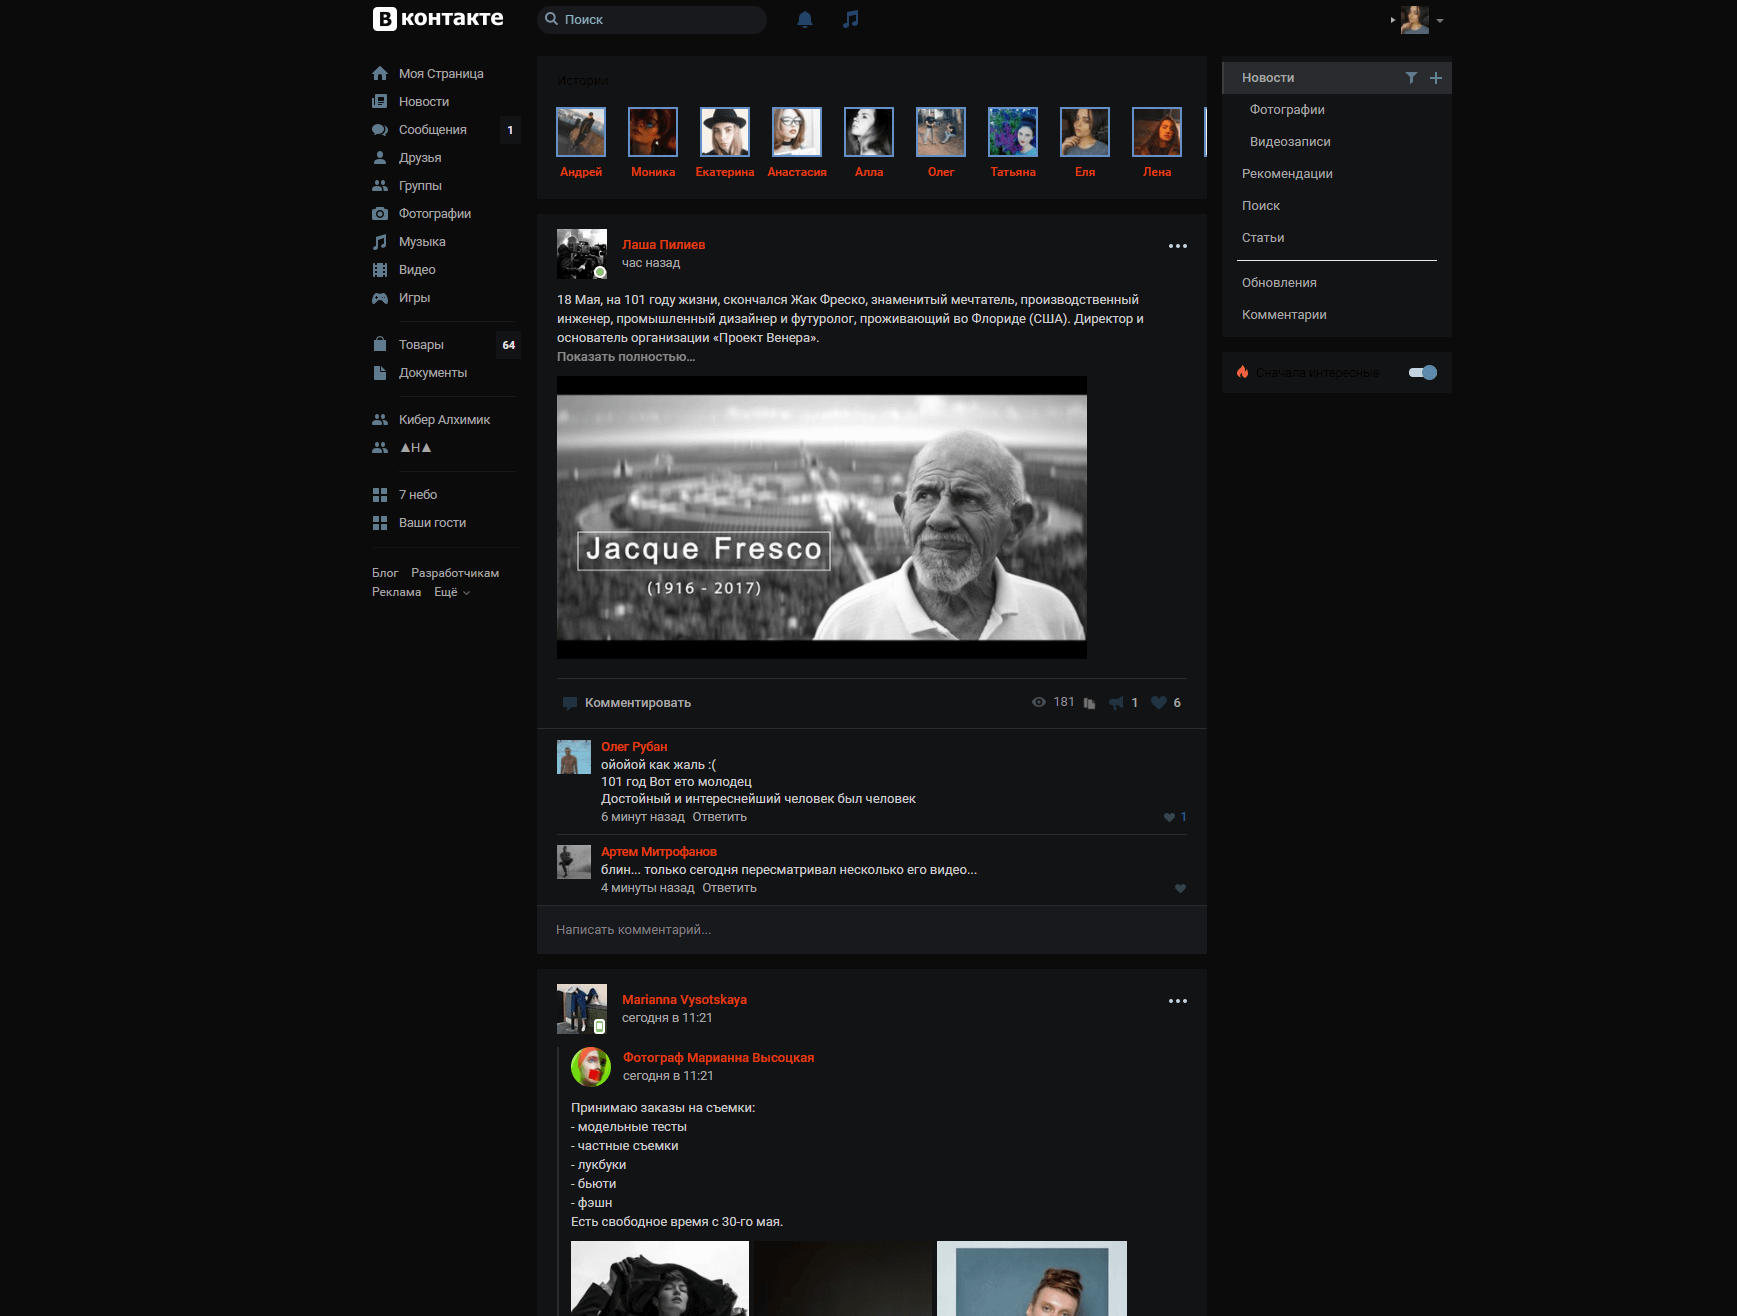 В контакте
Поиск
Моя Страница
Новости
Сообщения 1
Друзья
Группы
Фотографии
Музыка
Видео
Игры
Товары 64
Документы
Кибер Алхимик
▲Н▲
7 небо
Ваши гости
Блог Разработчикам
Реклама Ещё
Истории
Андрей Моника Екатерина Анастасия Алла Олег Татьяна Еля Лена
Лаша Пилиев
час назад
18 Мая, на 101 году жизни, скончался Жак Фреско, знаменитый мечтатель, производственный
инженер, промышленный дизайнер и футуролог, проживающий во Флориде (США). Директор и
основатель организации «Проект Венера».
Показать полностью…
Jacque Fresco
(1916 - 2017)
Комментировать 181 1 6
Олег Рубан
ойойой как жаль :(
101 год Вот ето молодец
Достойный и интереснейший человек был человек
6 минут назад Ответить 1
Артем Митрофанов
блин... только сегодня пересматривал несколько его видео...
4 минуты назад Ответить
Написать комментарий...
Marianna Vysotskaya
сегодня в 11:21
Фотограф Марианна Высоцкая
сегодня в 11:21
Принимаю заказы на съемки:
- модельные тесты
- частные съемки
- лукбуки
- бьюти
- фэшн
Есть свободное время с 30-го мая.
Новости
Фотографии
Видеозаписи
Рекомендации
Поиск
Статьи
Обновления
Комментарии
Сначала интересные